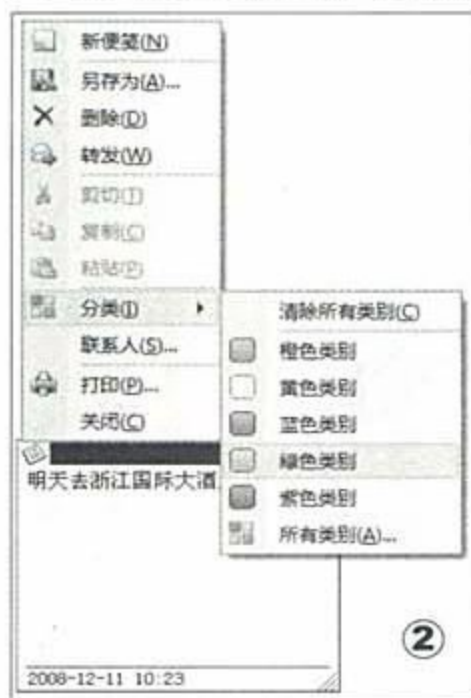 新便笺(N)
另存为(A)...
删除(D)
转发(W)
剪切(T)
复制(C)
粘贴(P)
分类(I)
联系人(S)...
打印(P)...
关闭(C)
清除所有类别(C)
橙色类别
黄色类别
蓝色类别
绿色类别
紫色类别
所有类别(A)...
明天去浙江国际大酒
2008-12-11 10:23
②